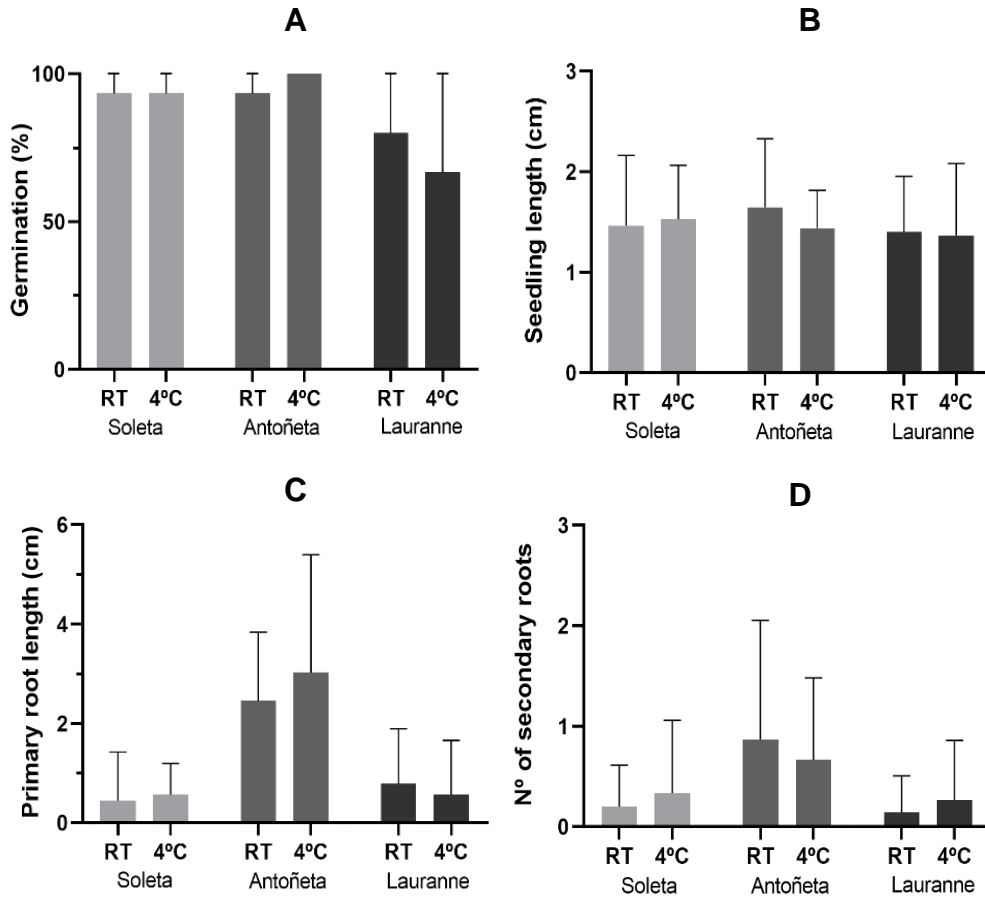 A
Germination (%)
100
50
0
RT 4ºC RT 4ºC RT 4ºC
Soleta Antoñeta Lauranne
B
Seedling length (cm)
3
2
1
0
RT 4ºC RT 4ºC RT 4ºC
Soleta Antoñeta Lauranne
C
Primary root length (cm)
6
4
2
0
RT 4ºC RT 4ºC RT 4ºC
Soleta Antoñeta Lauranne
D
Nº of secondary roots
3
2
1
0
RT 4ºC RT 4ºC RT 4ºC
Soleta Antoñeta Lauranne